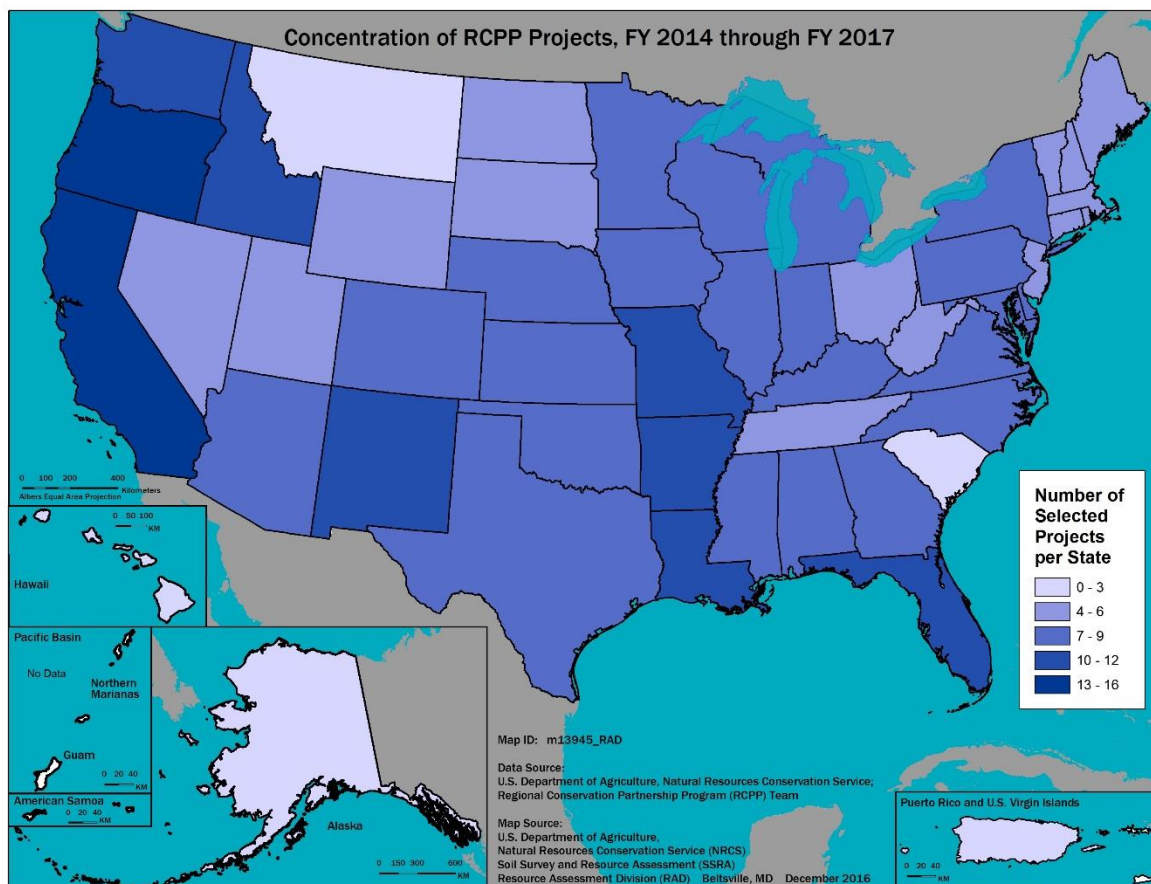 Concentration of RCPP Projects, FY 2014 through FY 2017
0 100 200 400
Kilometers
Albers Equal Area Projection
0 50 100
KM
Hawaii
Pacific Basin
No Data
Northern
Marianas
Guam
0 20 40
KM
American Samoa
0 20 40
KM
Alaska
0 150 300 600
KM
Map ID: m13945_RAD
Data Source:
U.S. Department of Agriculture, Natural Resources Conservation Service;
Regional Conservation Partnership Program (RCPP) Team
Map Source:
U.S. Department of Agriculture,
Natural Resources Conservation Service (NRCS)
Soil Survey and Resource Assessment (SSRA)
Resource Assessment Division (RAD) Beltsville, MD December 2016
Number of
Selected
Projects
per State
0 - 3
4 - 6
7 - 9
10 - 12
13 - 16
Puerto Rico and U.S. Virgin Islands
0 20 40
KM